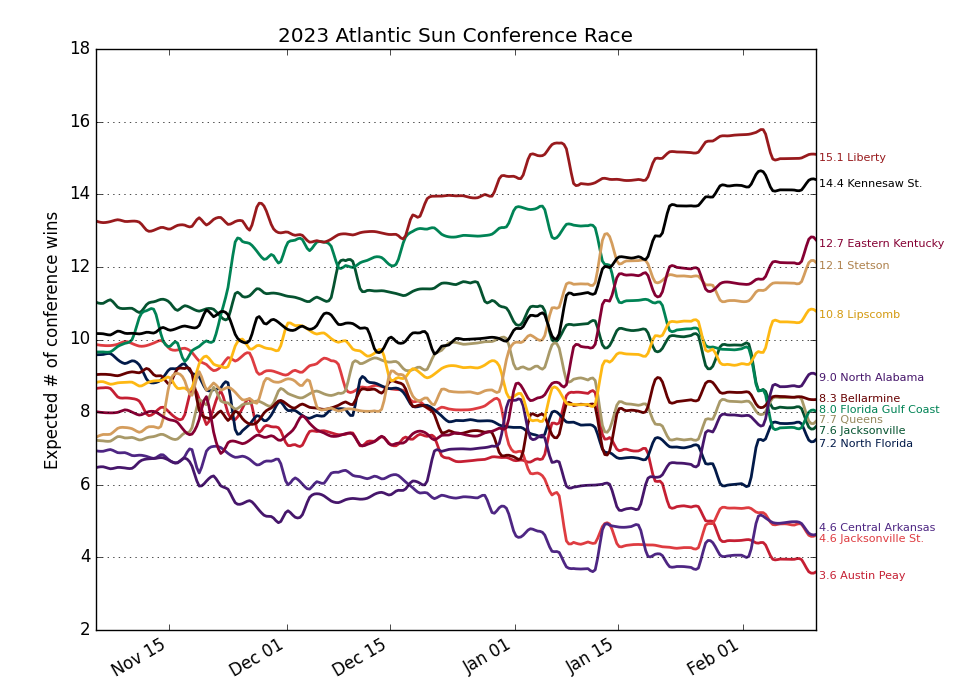 2023 Atlantic Sun Conference Race
Expected # of conference wins
18
16
14
12
10
8
6
4
2
Nov 15
Dec 01
Dec 15
Jan 01
Jan 15
Feb 01
15.1 Liberty
14.4 Kennesaw St.
12.7 Eastern Kentucky
12.1 Stetson
10.8 Lipscomb
9.0 North Alabama
8.3 Bellarmine
8.0 Florida Gulf Coast
7.7 Queens
7.6 Jacksonville
7.2 North Florida
4.6 Central Arkansas
4.6 Jacksonville St.
3.6 Austin Peay